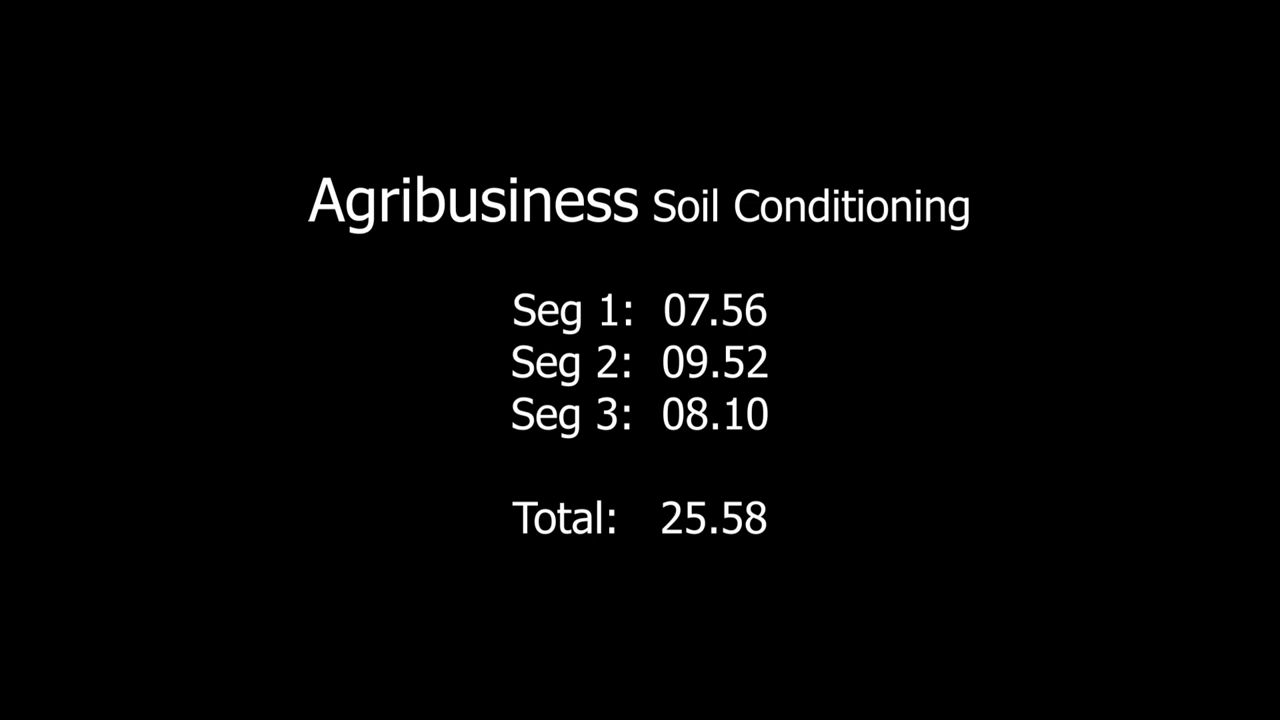 Agribusiness Soil Conditioning
Seg 1: 07.56
Seg 2: 09.52
Seg 3: 08.10
Total: 25.58